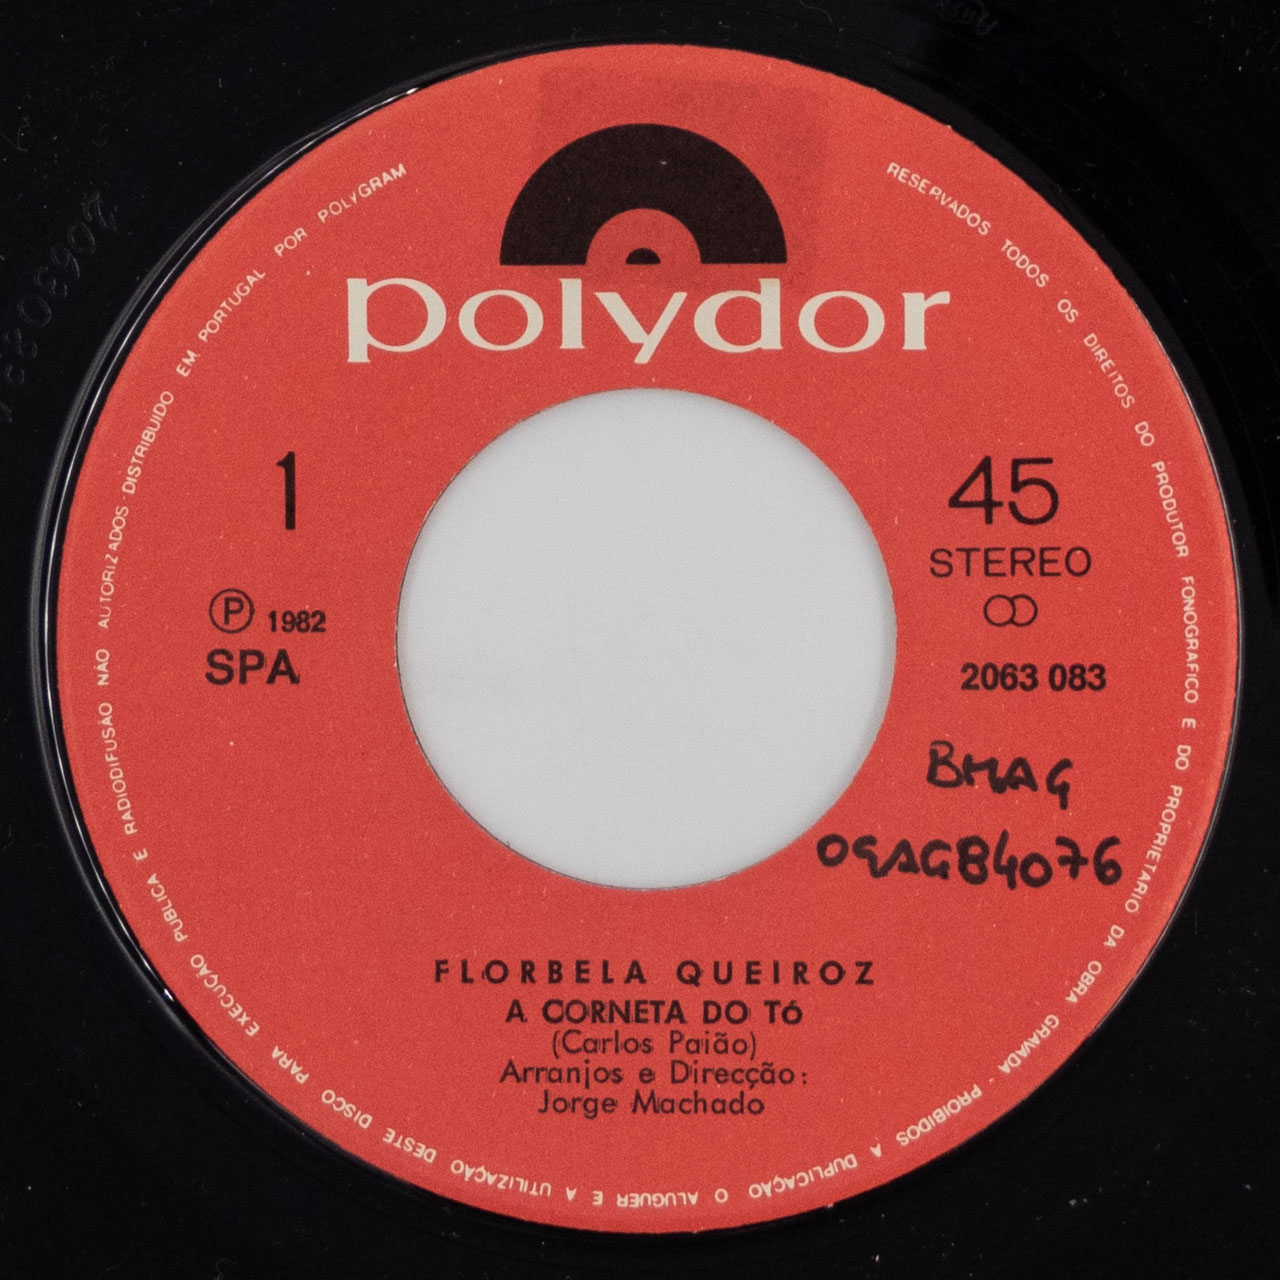 polydor
1
℗ 1982
SPA
45
STEREO
2063 083
BMAG
FLORBELA QUEIROZ
A CORNETA DO TÓ
(Carlos Paião)
Arranjos e Direcção:
Jorge Machado
RESERVADOS TODOS OS DIREITOS DO PRODUTOR FONOGRAFICO E DO PROPRIETARIO DA OBRA GRAVADA - PROIBIDOS A DUPLICAÇÃO O ALUGUER E A UTILIZAÇÃO DESTE DISCO PARA EXECUÇÃO PUBLICA E RADIODIFUSÃO NÃO AUTORIZADOS·DISTRIBUIDO EM PORTUGAL POR POLYGRAM